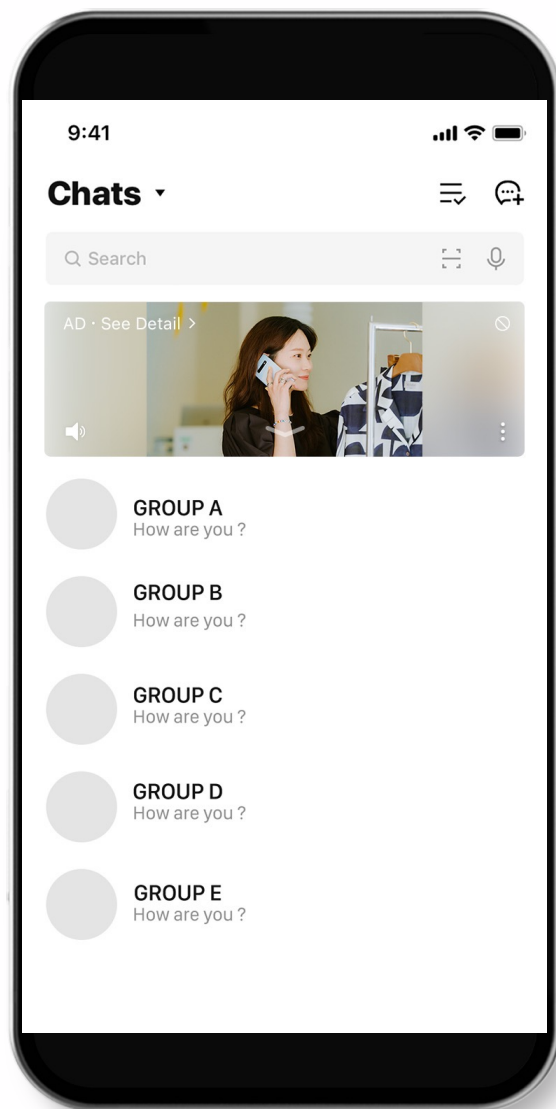 9:41
Chats
Search
AD · See Detail >
GROUP A
How are you ?
GROUP B
How are you ?
GROUP C
How are you ?
GROUP D
How are you ?
GROUP E
How are you ?